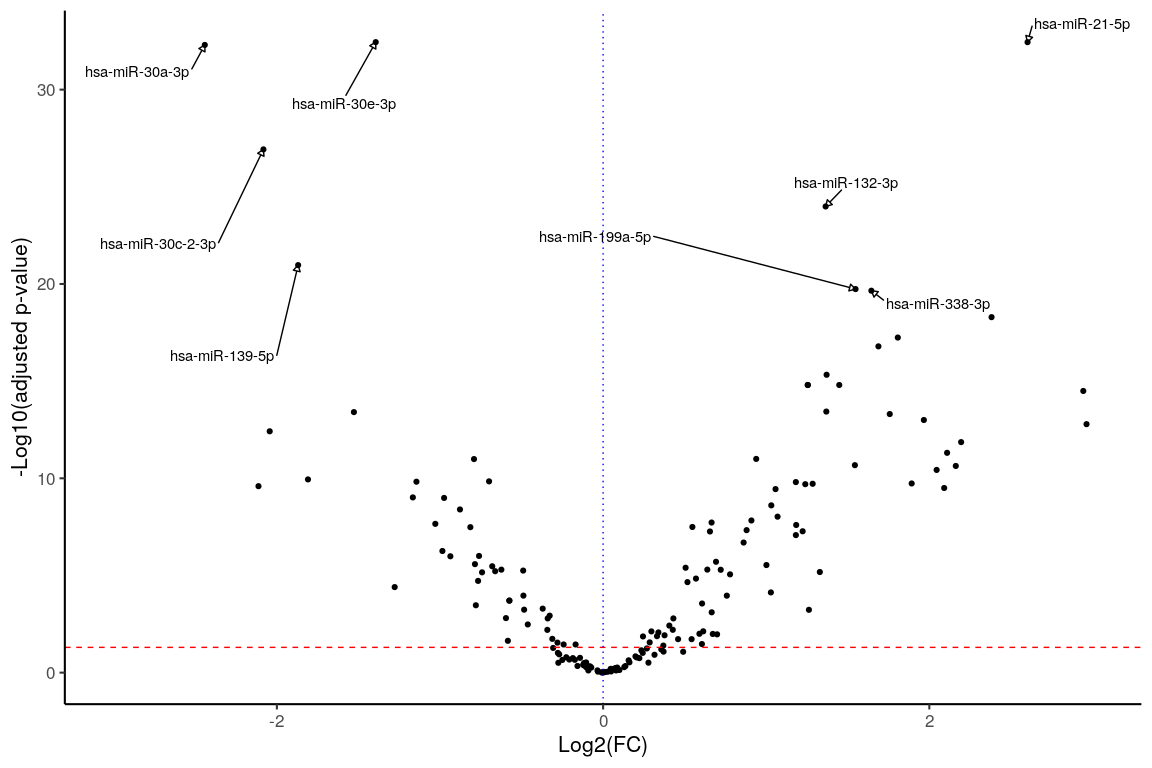 hsa-miR-21-5p
hsa-miR-30a-3p
30
hsa-miR-30e-3p
hsa-miR-132-3p
hsa-miR-199a-5p
hsa-miR-30c-2-3p
20
hsa-miR-338-3p
hsa-miR-139-5p
-Log10(adjusted p-value)
10
0
-2 0 2
Log2(FC)